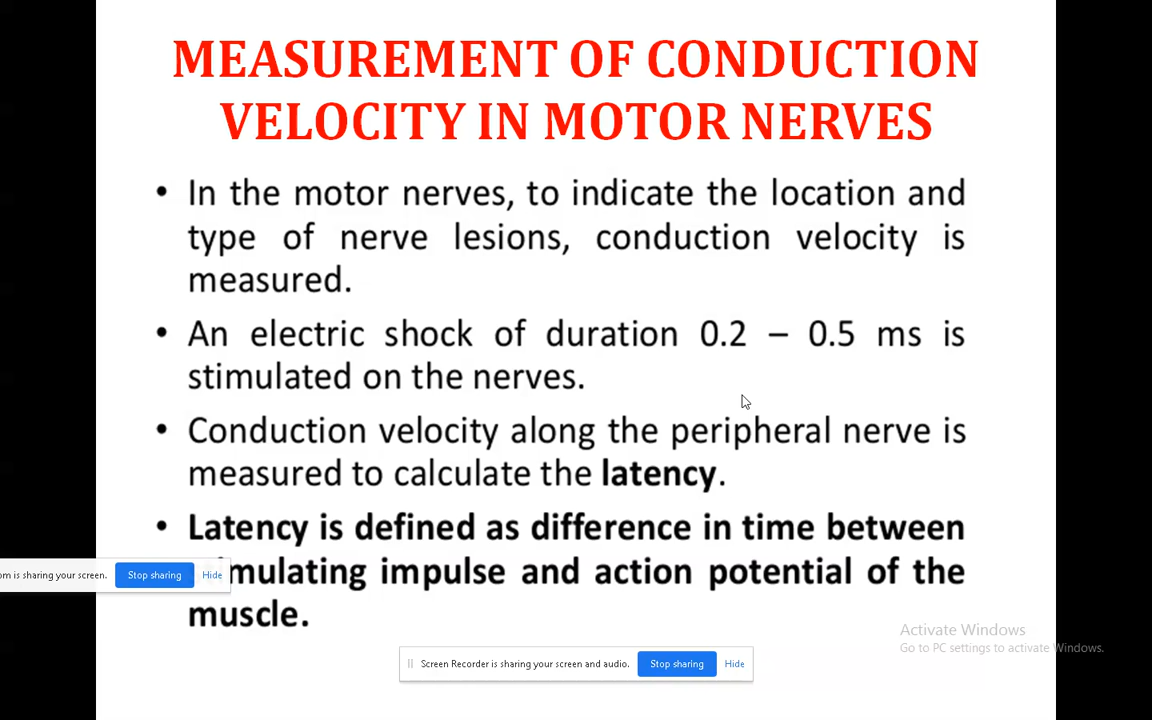 MEASUREMENT OF CONDUCTION
VELOCITY IN MOTOR NERVES
• In the motor nerves, to indicate the location and
type of nerve lesions, conduction velocity is
measured.
• An electric shock of duration 0.2 – 0.5 ms is
stimulated on the nerves.
• Conduction velocity along the peripheral nerve is
measured to calculate the latency.
• Latency is defined as difference in time between
mulating impulse and action potential of the
muscle.
om is sharing your screen. Stop sharing Hide
Activate Windows
Go to PC settings to activate Windows.
Screen Recorder is sharing your screen and audio. Stop sharing Hide